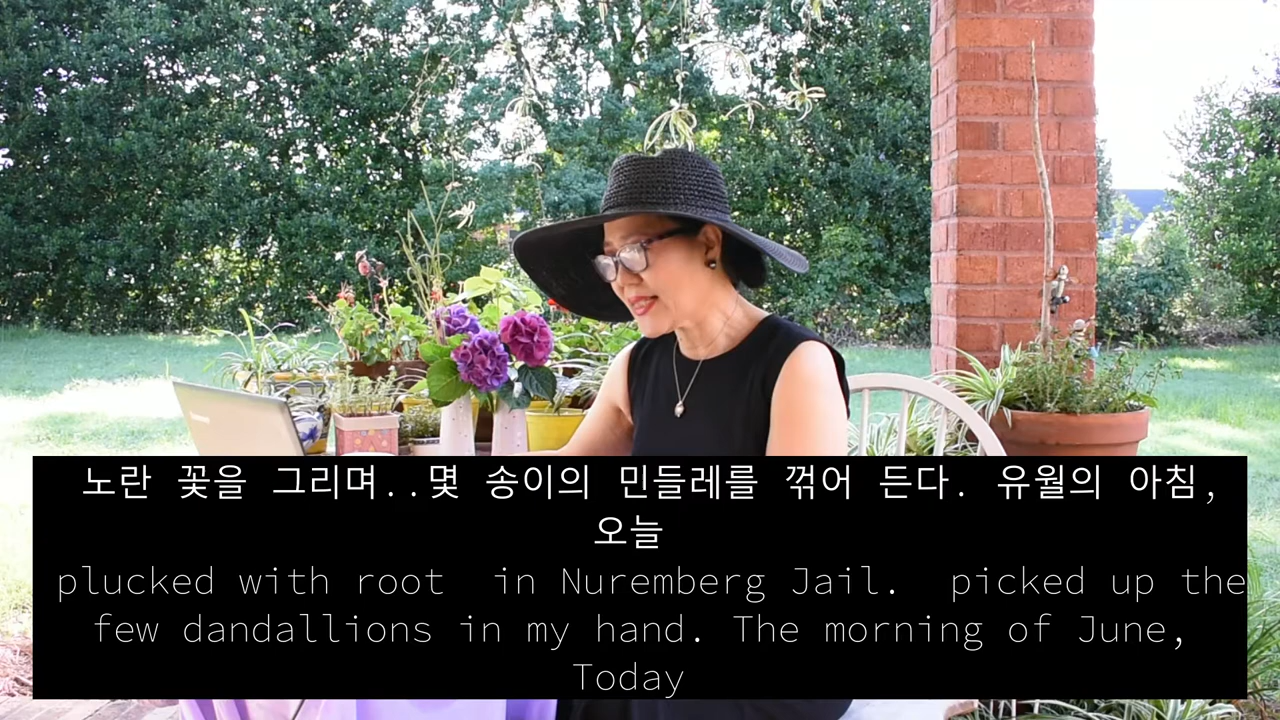 노란 꽃을 그리며..몇 송이의 민들레를 꺾어 든다. 유월의 아침,
오늘
plucked with root in Nuremberg Jail. picked up the
few dandallions in my hand. The morning of June,
Today